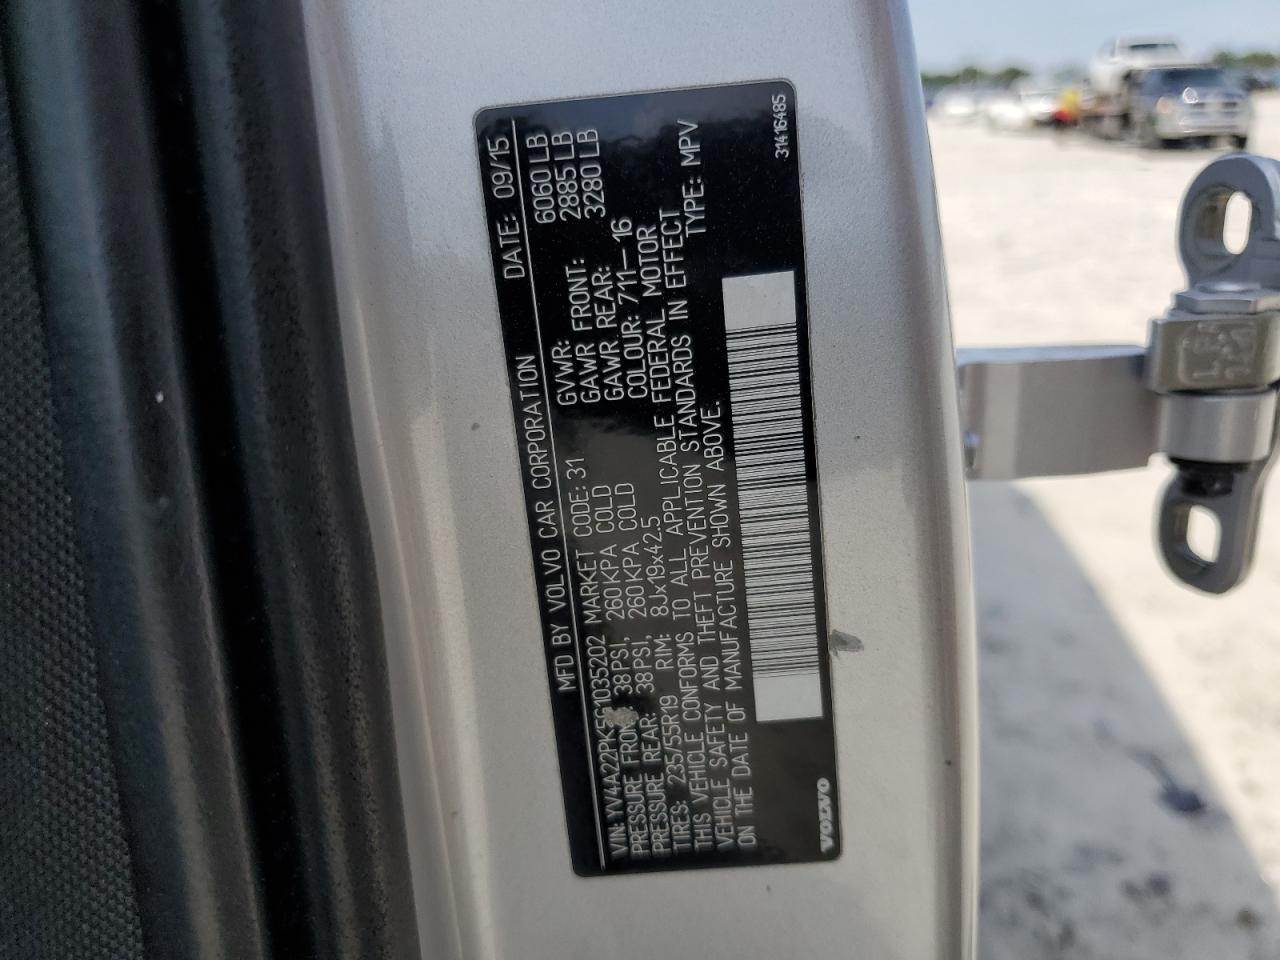 MFD BY VOLVO CAR CORPORATION DATE: 09/15
VIN: YV4A22PK5G1035202 MARKET CODE: 31 GVWR: 6060 LB
PRESSURE FRONT: 38PSI, 260KPA COLD GAWR FRONT: 2885 LB
PRESSURE REAR: 38PSI, 260KPA COLD GAWR REAR: 3280 LB
TIRES: 235/55R19 RIM: 8Jx19x42.5 COLOUR: 711—16
THIS VEHICLE CONFORMS TO ALL APPLICABLE FEDERAL MOTOR
VEHICLE SAFETY AND THEFT PREVENTION STANDARDS IN EFFECT
ON THE DATE OF MANUFACTURE SHOWN ABOVE. TYPE: MPV
VOLVO
31416485